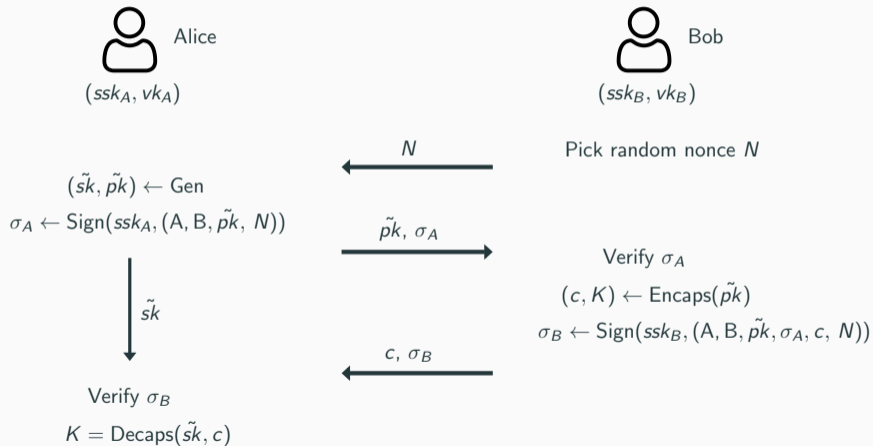 Alice
(ssk_A, vk_A)
Bob
(ssk_B, vk_B)
Pick random nonce N
N
(s̃k, p̃k) ← Gen
σ_A ← Sign(ssk_A, (A, B, p̃k, N))
p̃k, σ_A
Verify σ_A
(c, K) ← Encaps(p̃k)
σ_B ← Sign(ssk_B, (A, B, p̃k, σ_A, c, N))
s̃k
c, σ_B
Verify σ_B
K = Decaps(s̃k, c)